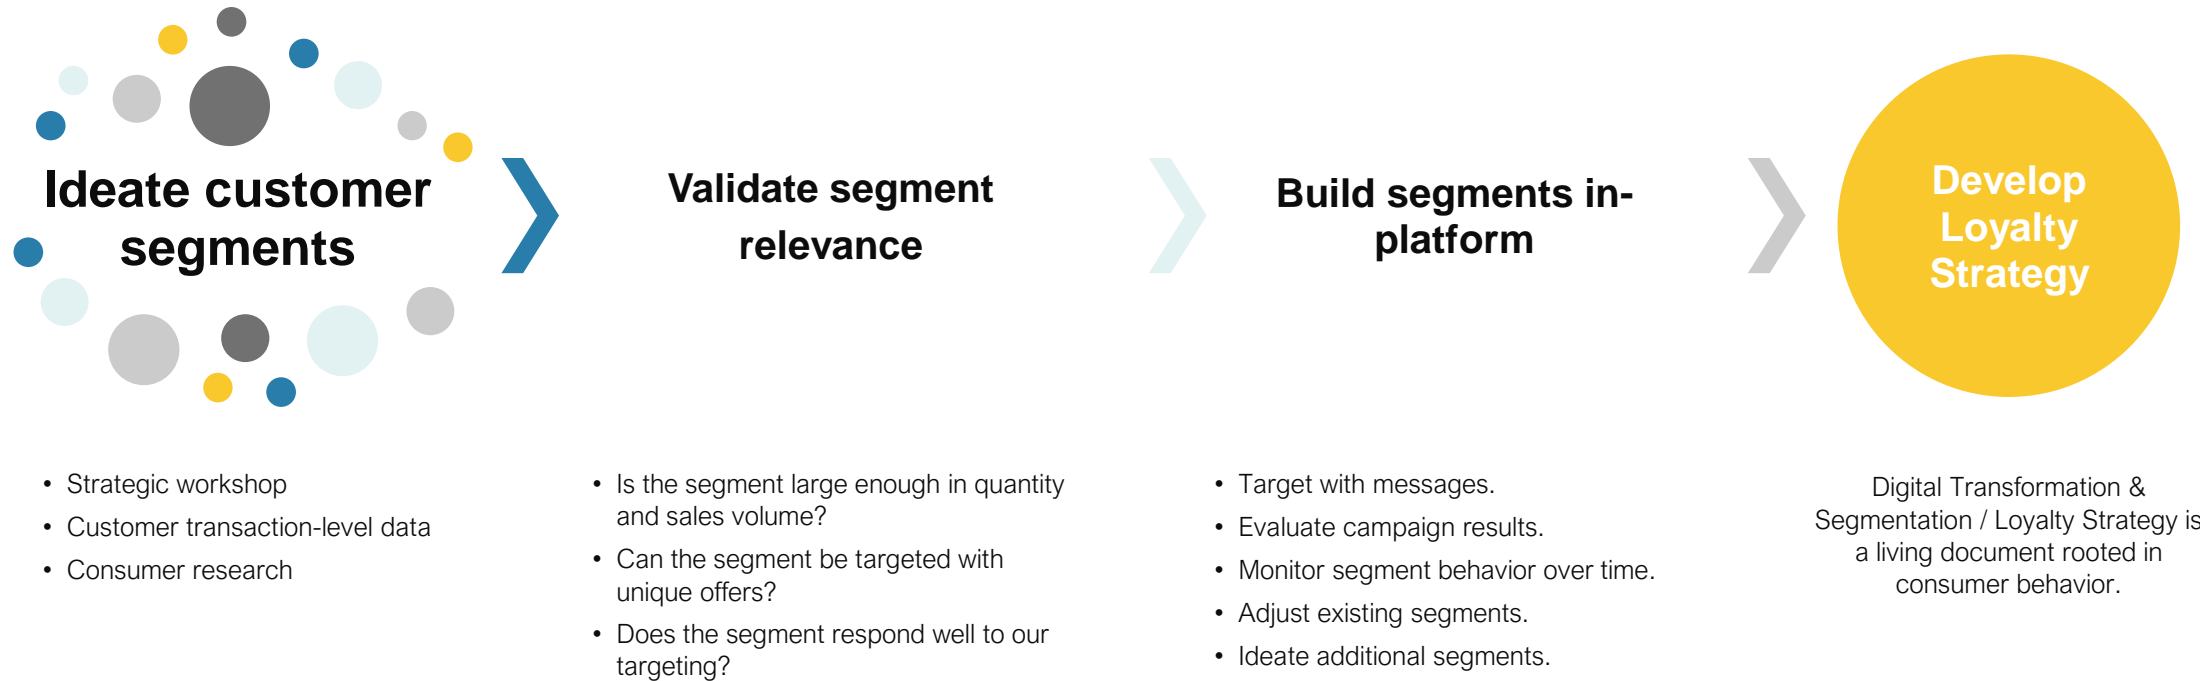 Ideate customer
segments
Validate segment
relevance
Build segments in-
platform
Develop
Loyalty
Strategy
• Strategic workshop
• Customer transaction-level data
• Consumer research
• Is the segment large enough in quantity
and sales volume?
• Can the segment be targeted with
unique offers?
• Does the segment respond well to our
targeting?
• Target with messages.
• Evaluate campaign results.
• Monitor segment behavior over time.
• Adjust existing segments.
• Ideate additional segments.
Digital Transformation &
Segmentation / Loyalty Strategy is
a living document rooted in
consumer behavior.